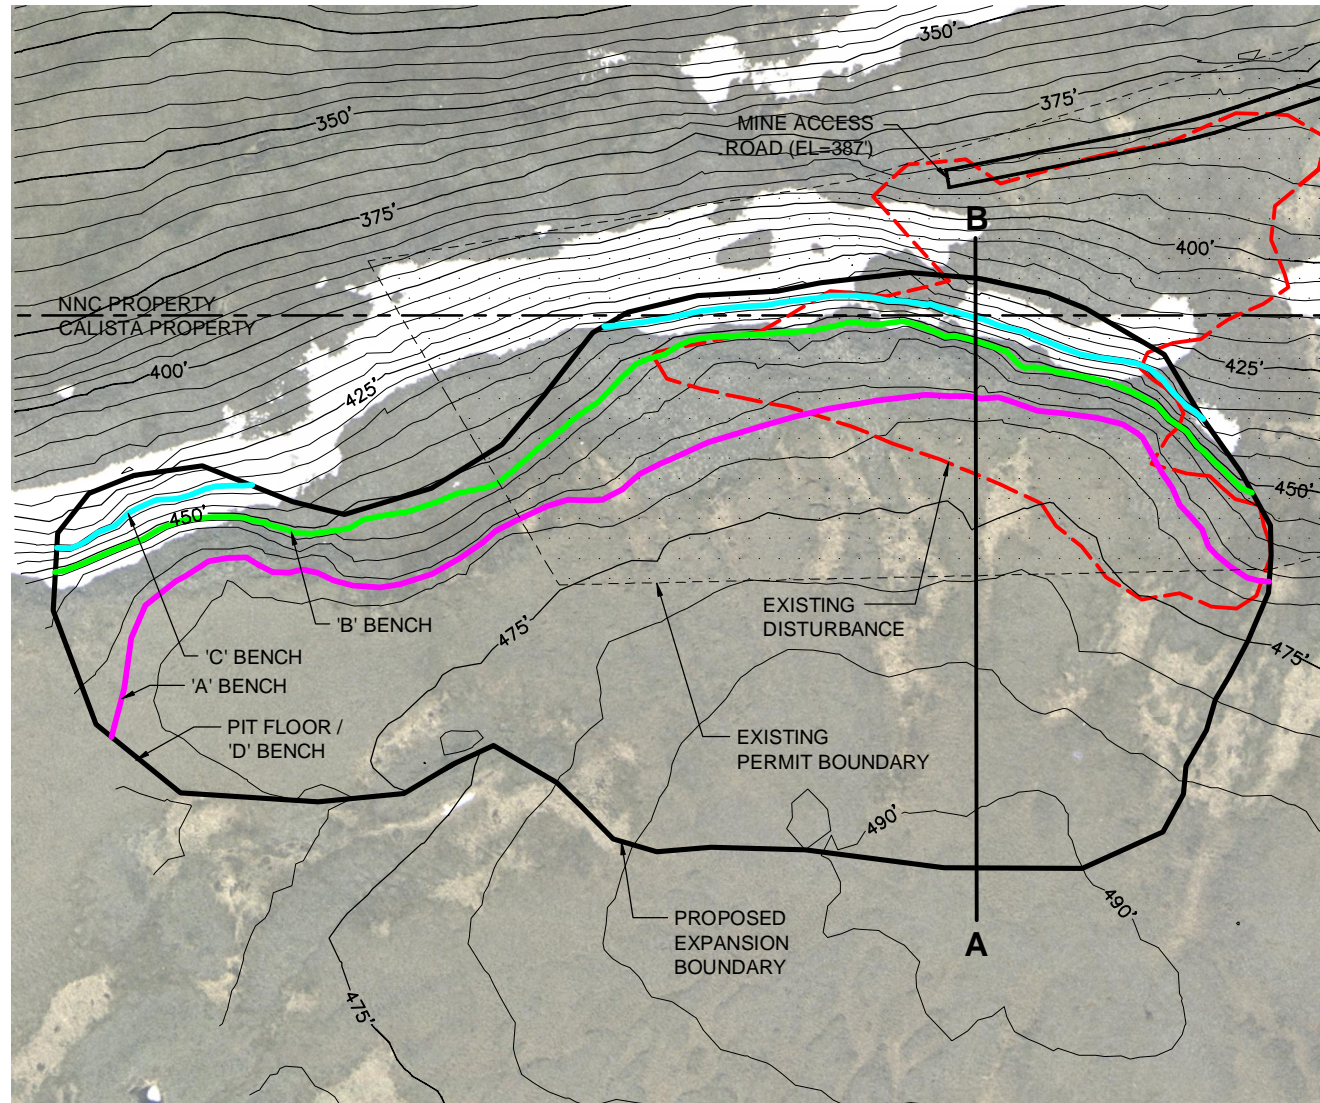 350'
375'
MINE ACCESS
ROAD (EL=387')
350'
375'
B
400'
NNC PROPERTY
CALISTA PROPERTY
400'
425'
425'
450'
450'
'B' BENCH
EXISTING
DISTURBANCE
475'
475'
'C' BENCH
'A' BENCH
PIT FLOOR /
'D' BENCH
EXISTING
PERMIT BOUNDARY
490'
490'
PROPOSED
EXPANSION
BOUNDARY
A
475'